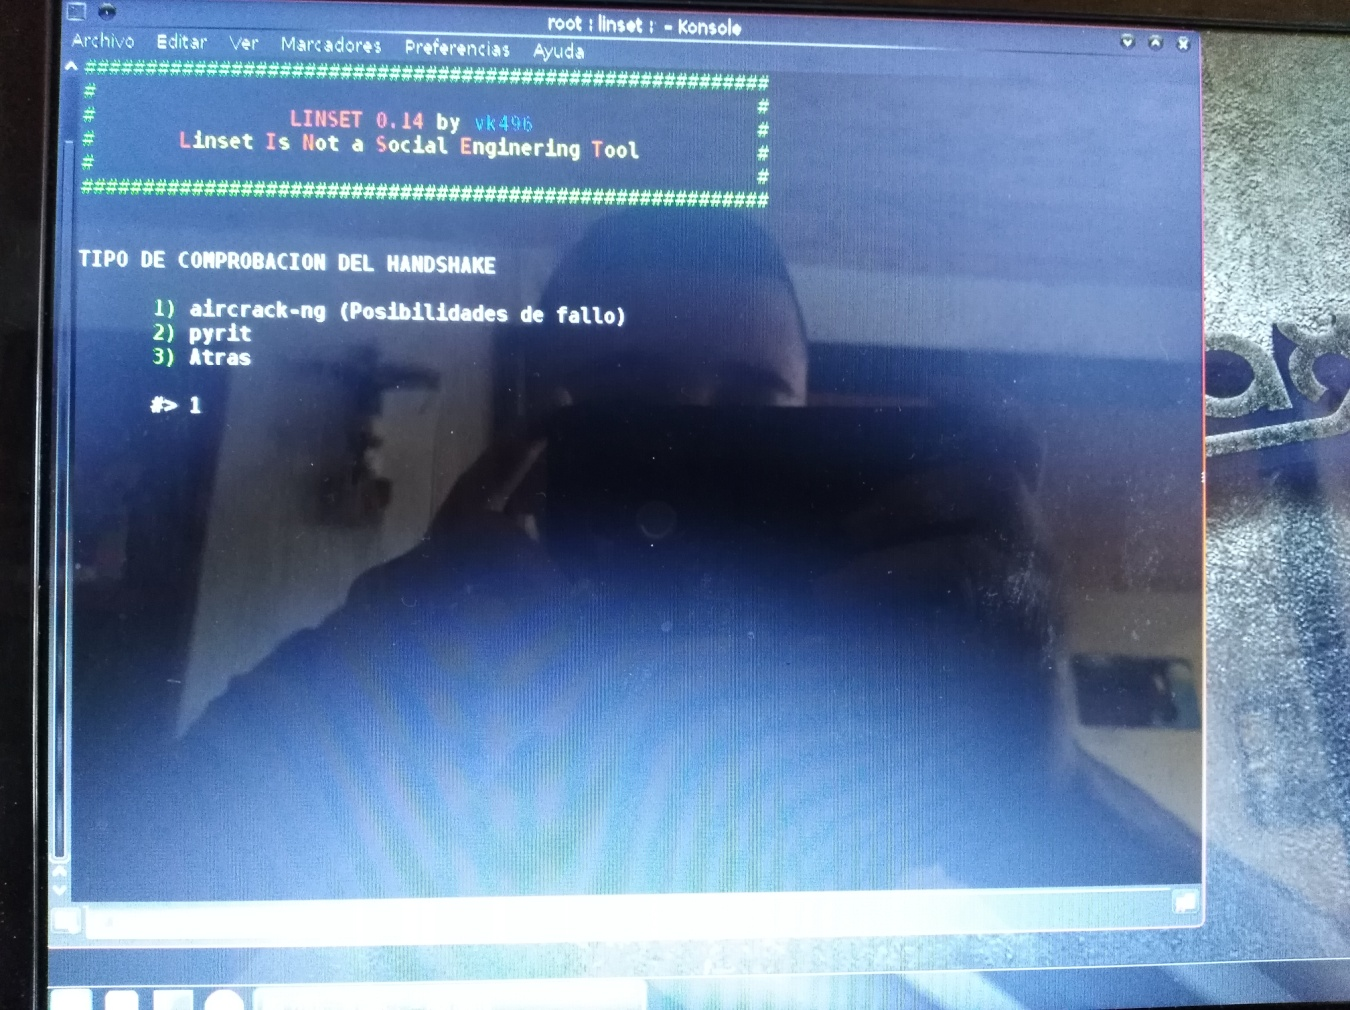 root : linset : - Konsole
Archivo Editar Ver Marcadores Preferencias Ayuda
########################################################
# #
# LINSET 0.14 by vk496 #
# Linset Is Not a Social Enginering Tool #
# #
########################################################
TIPO DE COMPROBACION DEL HANDSHAKE
1) aircrack-ng (Posibilidades de fallo)
2) pyrit
3) Atras
#> 1